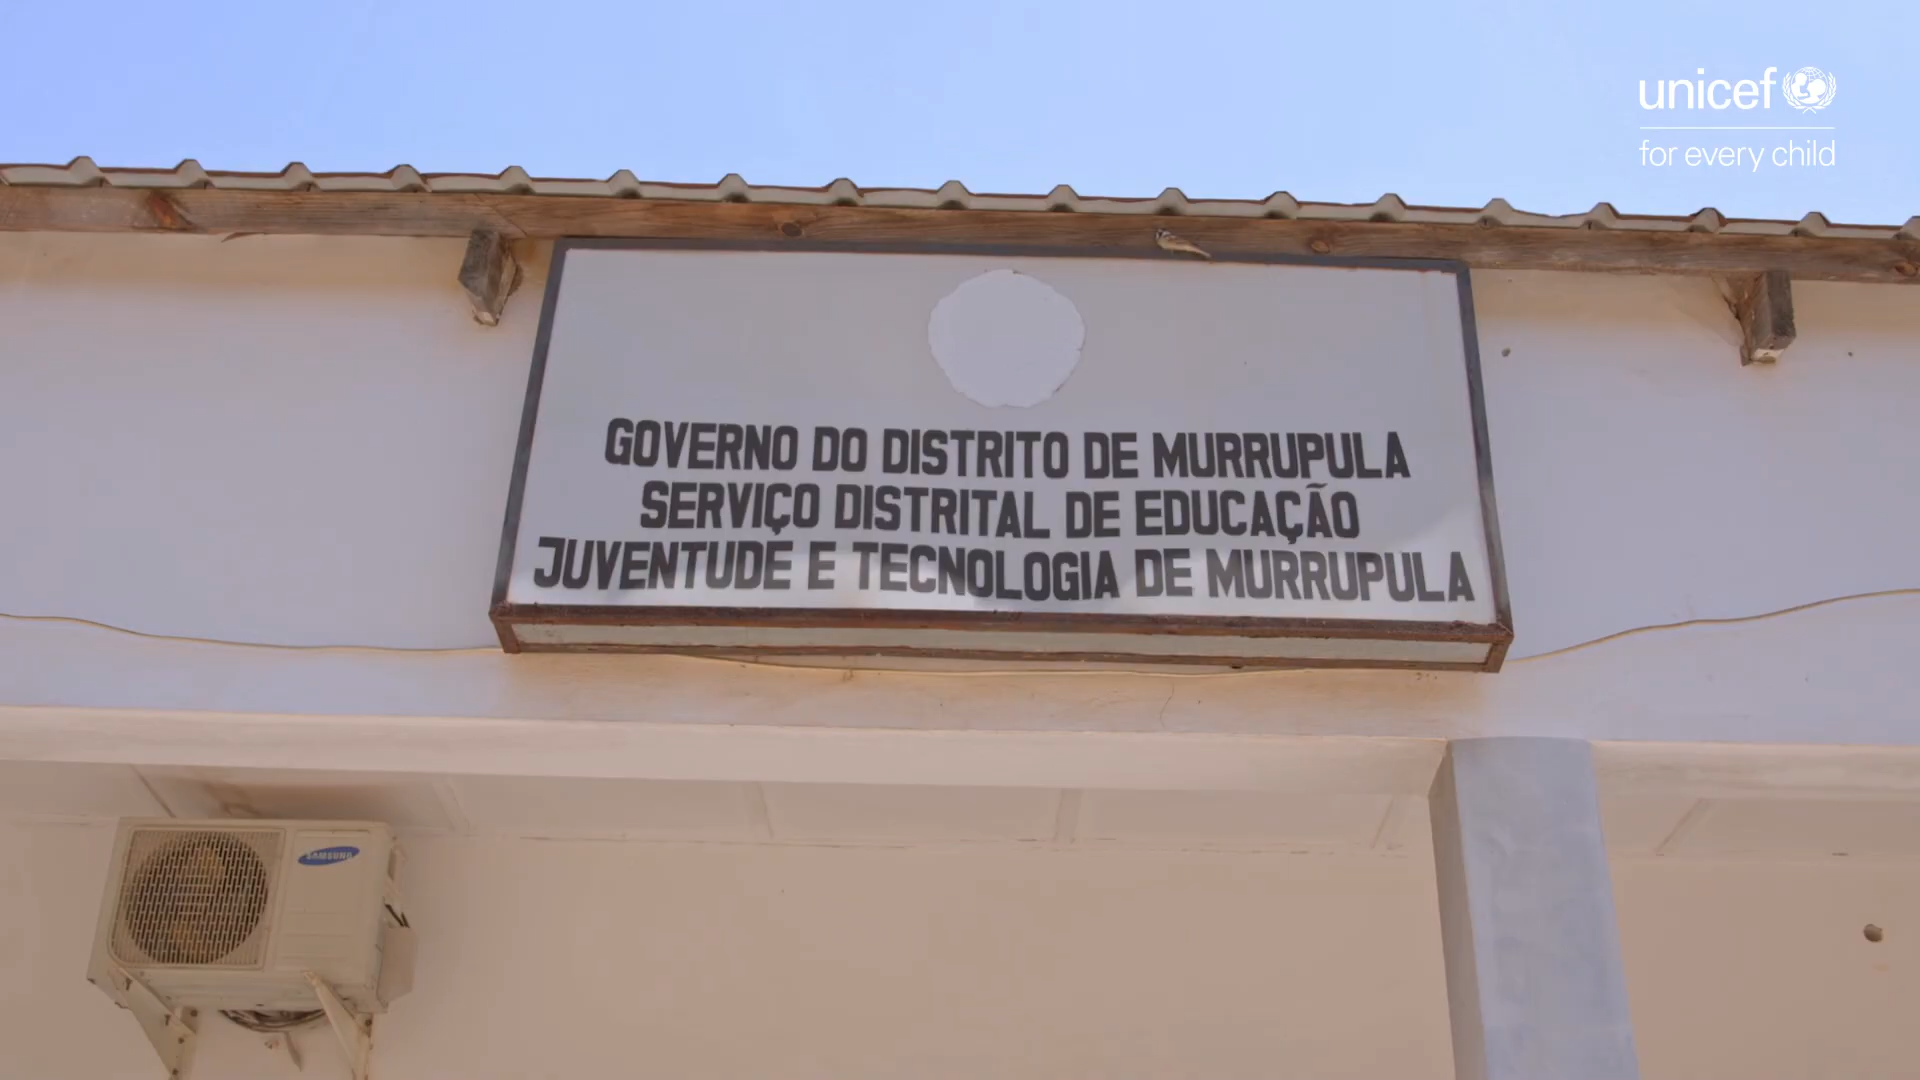 unicef
for every child
GOVERNO DO DISTRITO DE MURRUPULA
SERVIÇO DISTRITAL DE EDUCAÇÃO
JUVENTUDE E TECNOLOGIA DE MURRUPULA
SAMSUNG